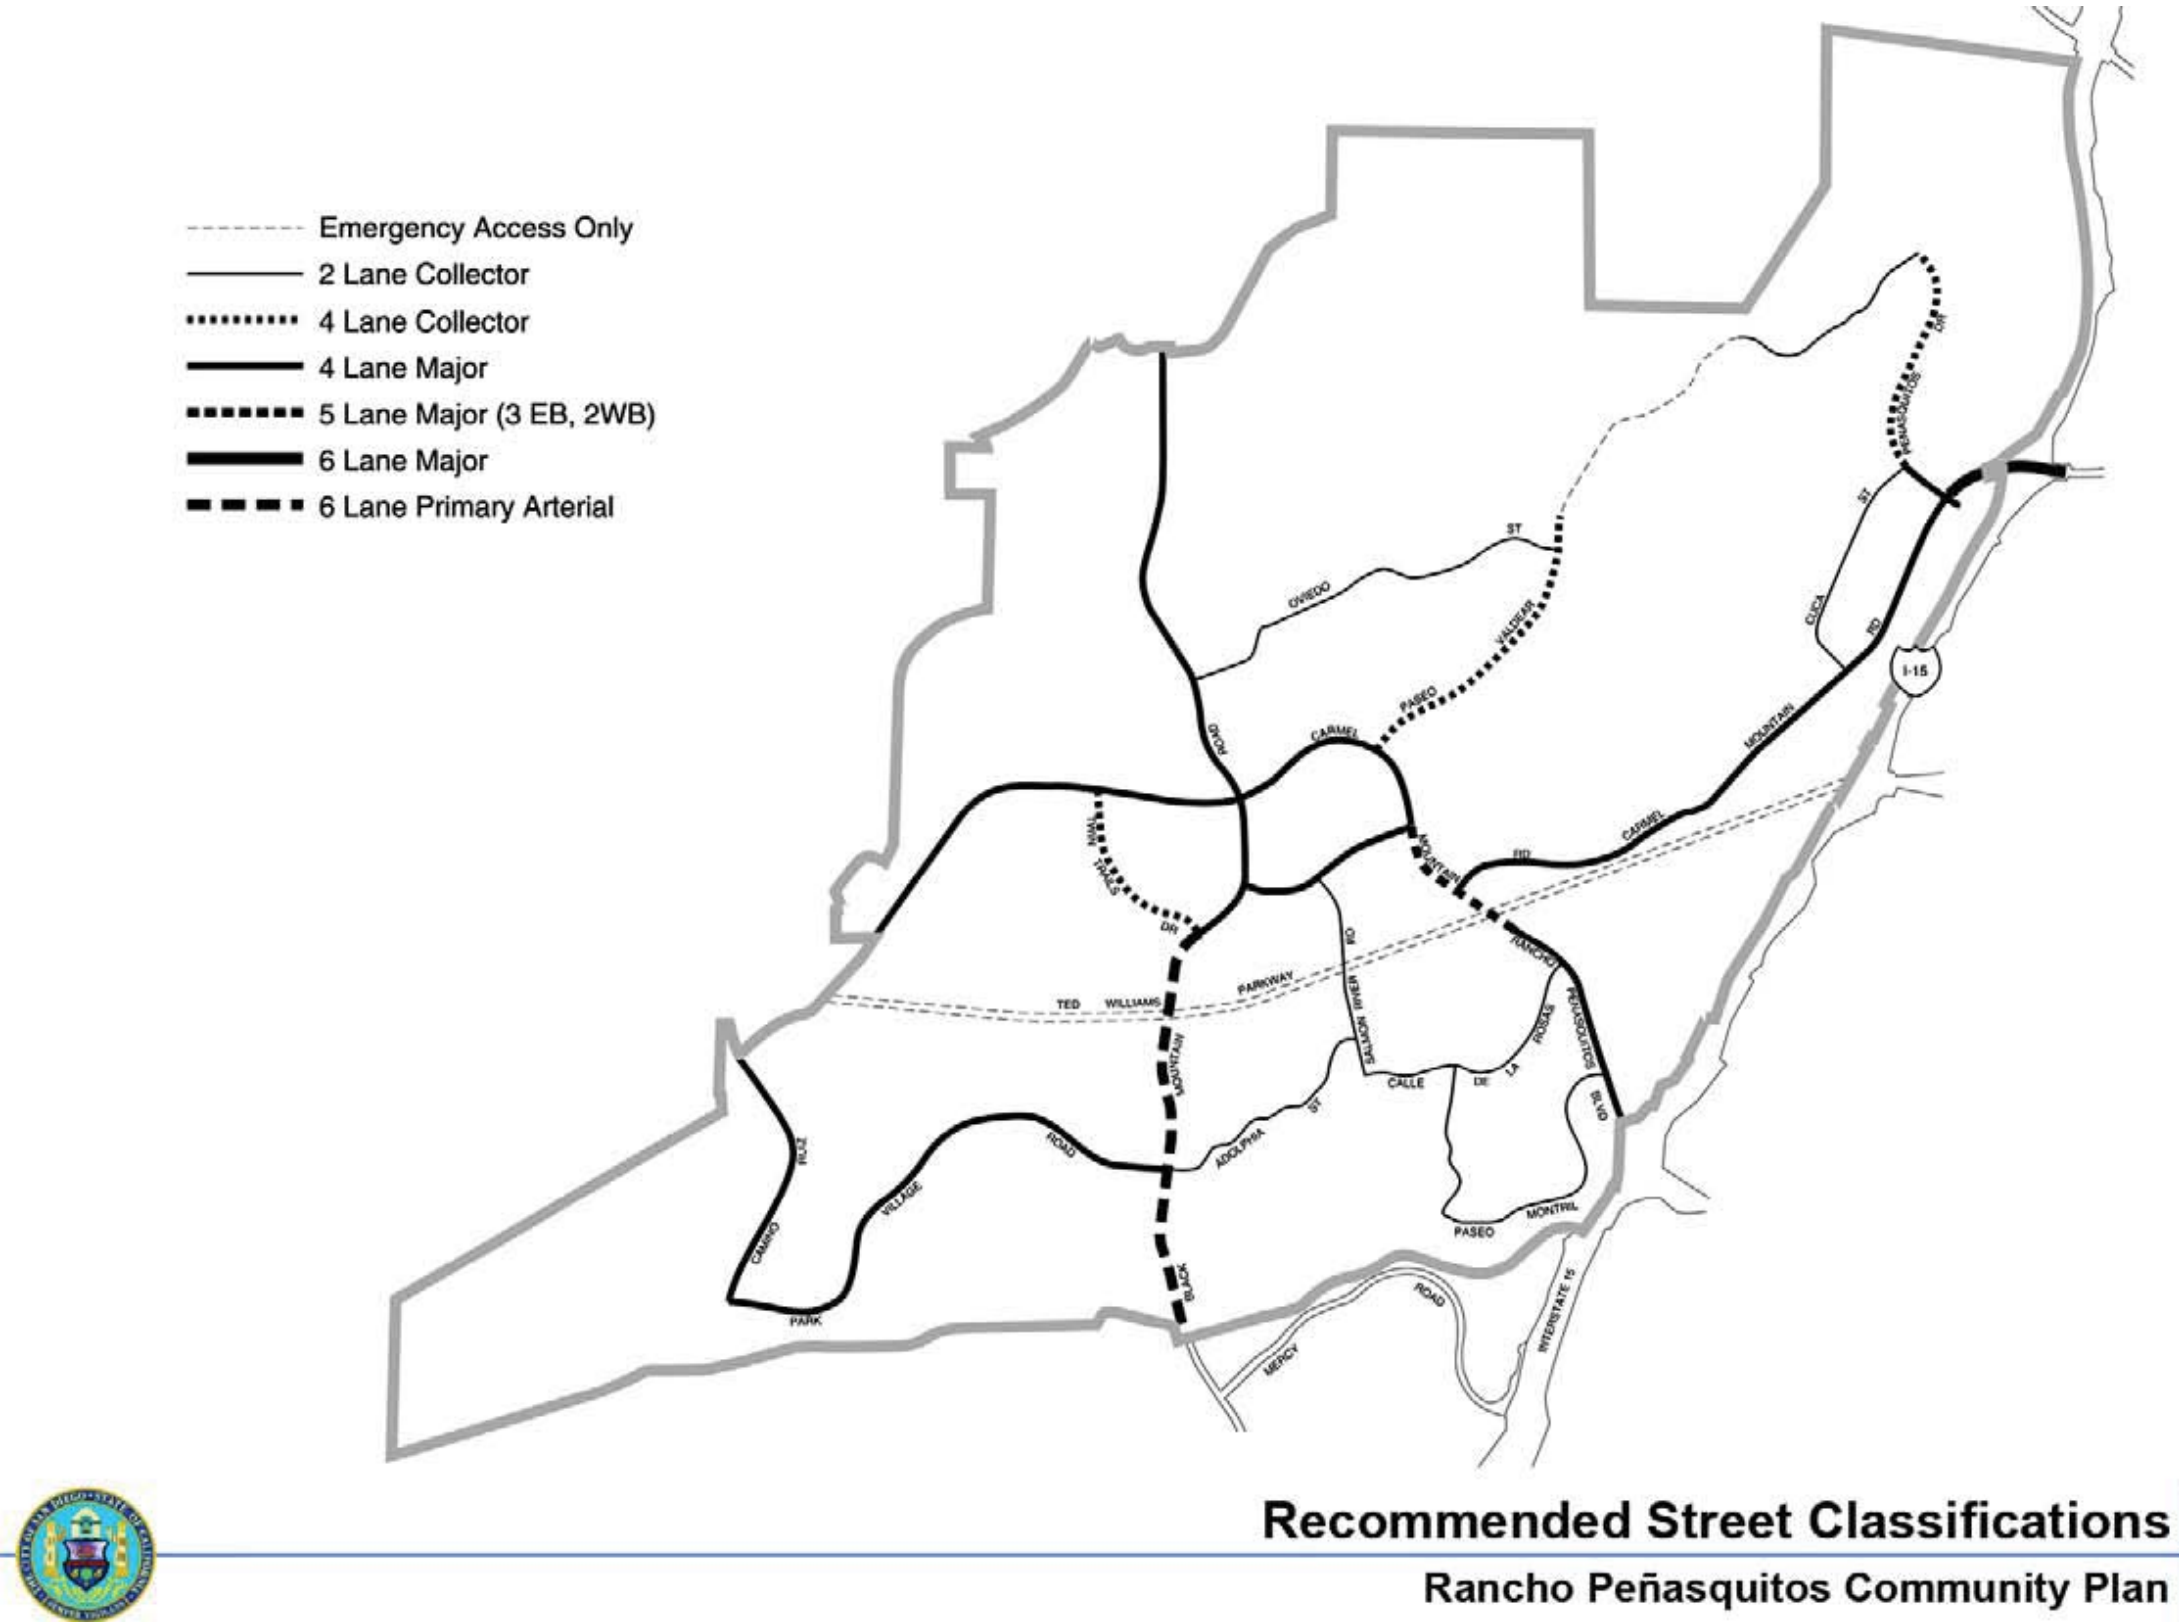 Emergency Access Only
2 Lane Collector
4 Lane Collector
4 Lane Major
5 Lane Major (3 EB, 2WB)
6 Lane Major
6 Lane Primary Arterial
DR
PENASQUITOS
ST
CUCA
RD
I-15
MOUNTAIN
CARMEL
RD
ST
OVIEDO
VALDEAR
PASEO
CARMEL
ROAD
MOUNTAIN
TWIN
TRAILS
DR
RANCHO
PENASQUITOS
BLVD
RD
SALMON RIVER
TED WILLIAMS PARKWAY
MOUNTAIN
ROSAS
LA
DE
CALLE
ST
ADOLPHIA
RUIZ
CAMINO
ROAD
VILLAGE
PARK
BLACK
MONTRIL
PASEO
ROAD
MERCY
INTERSTATE 15
Recommended Street Classifications
Rancho Peñasquitos Community Plan